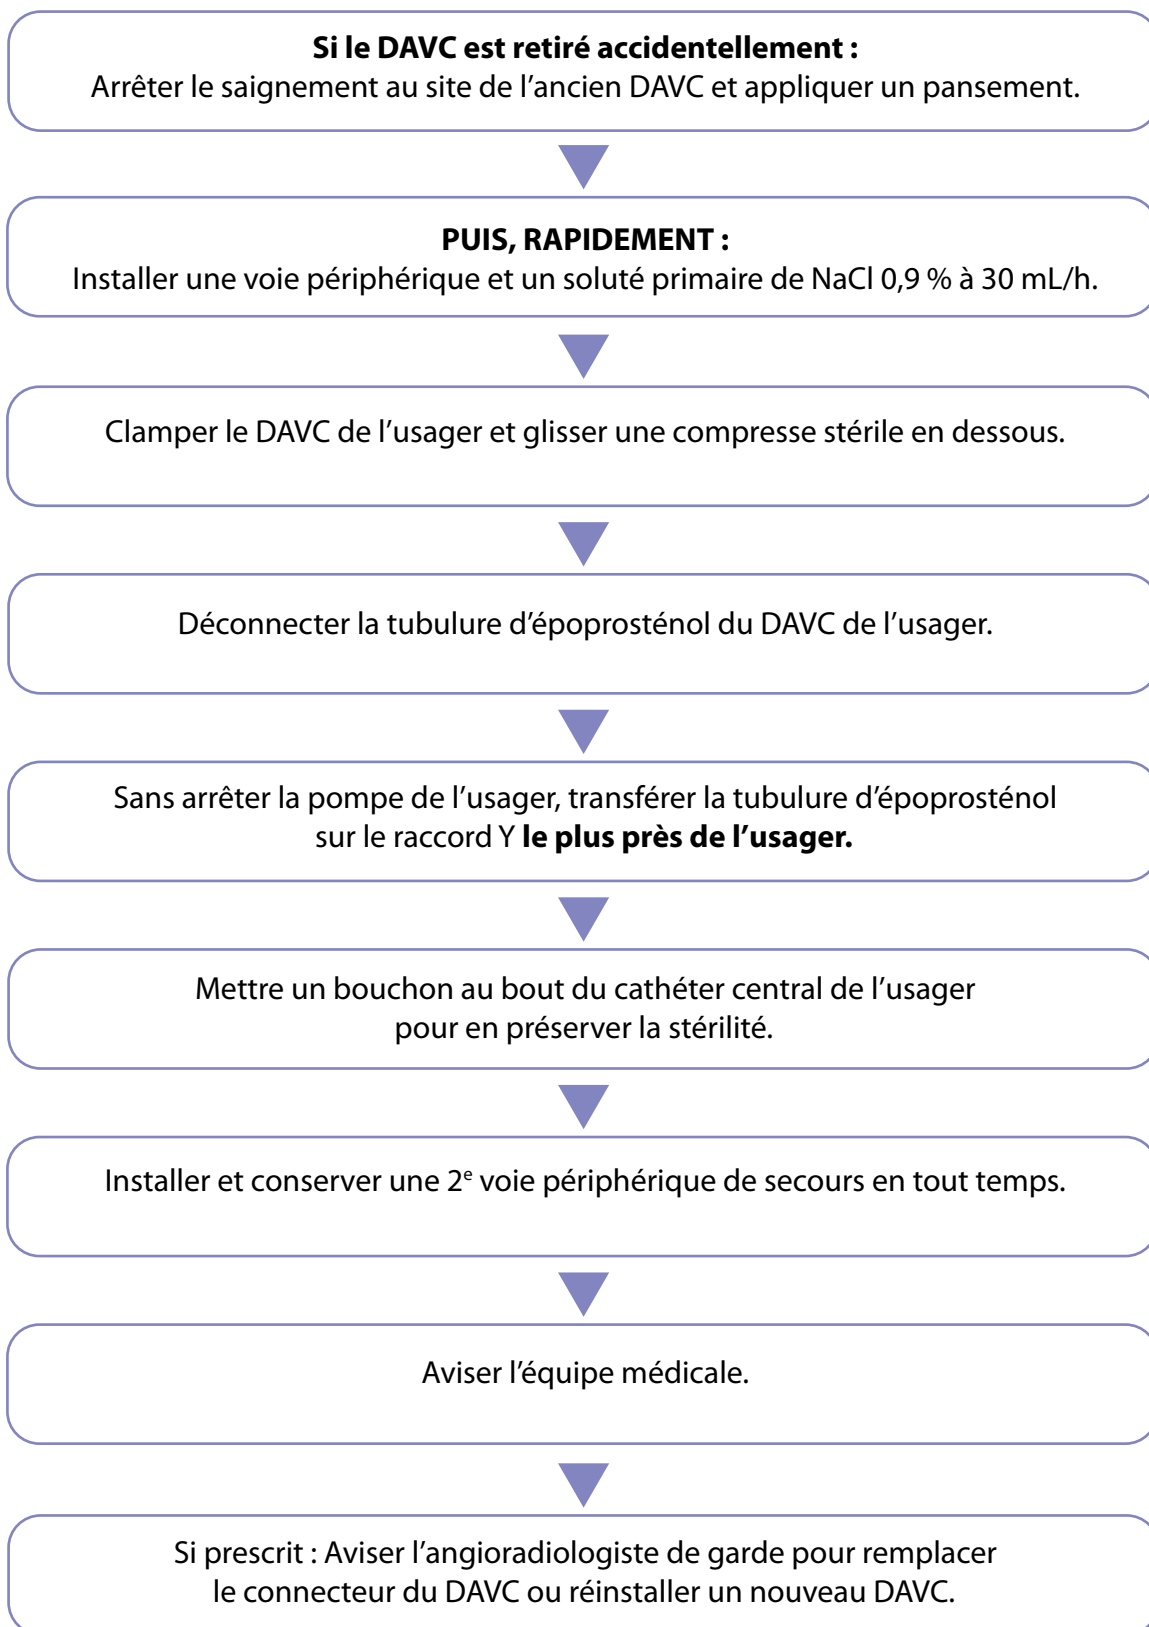 Si le DAVC est retiré accidentellement :
Arrêter le saignement au site de l’ancien DAVC et appliquer un pansement.
PUIS, RAPIDEMENT :
Installer une voie périphérique et un soluté primaire de NaCl 0,9 % à 30 mL/h.
Clamper le DAVC de l’usager et glisser une compresse stérile en dessous.
Déconnecter la tubulure d’époprosténol du DAVC de l’usager.
Sans arrêter la pompe de l’usager, transférer la tubulure d’époprosténol
sur le raccord Y le plus près de l’usager.
Mettre un bouchon au bout du cathéter central de l’usager
pour en préserver la stérilité.
Installer et conserver une 2e voie périphérique de secours en tout temps.
Aviser l’équipe médicale.
Si prescrit : Aviser l’angioradiologiste de garde pour remplacer
le connecteur du DAVC ou réinstaller un nouveau DAVC.